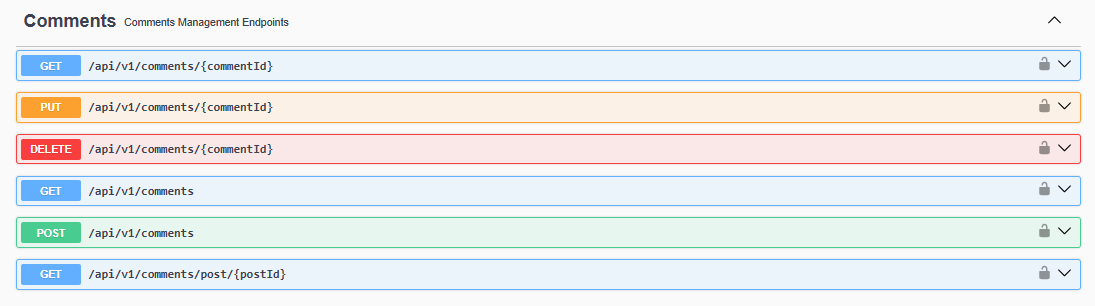 Comments Comments Management Endpoints
GET /api/v1/comments/{commentId}
PUT /api/v1/comments/{commentId}
DELETE /api/v1/comments/{commentId}
GET /api/v1/comments
POST /api/v1/comments
GET /api/v1/comments/post/{postId}